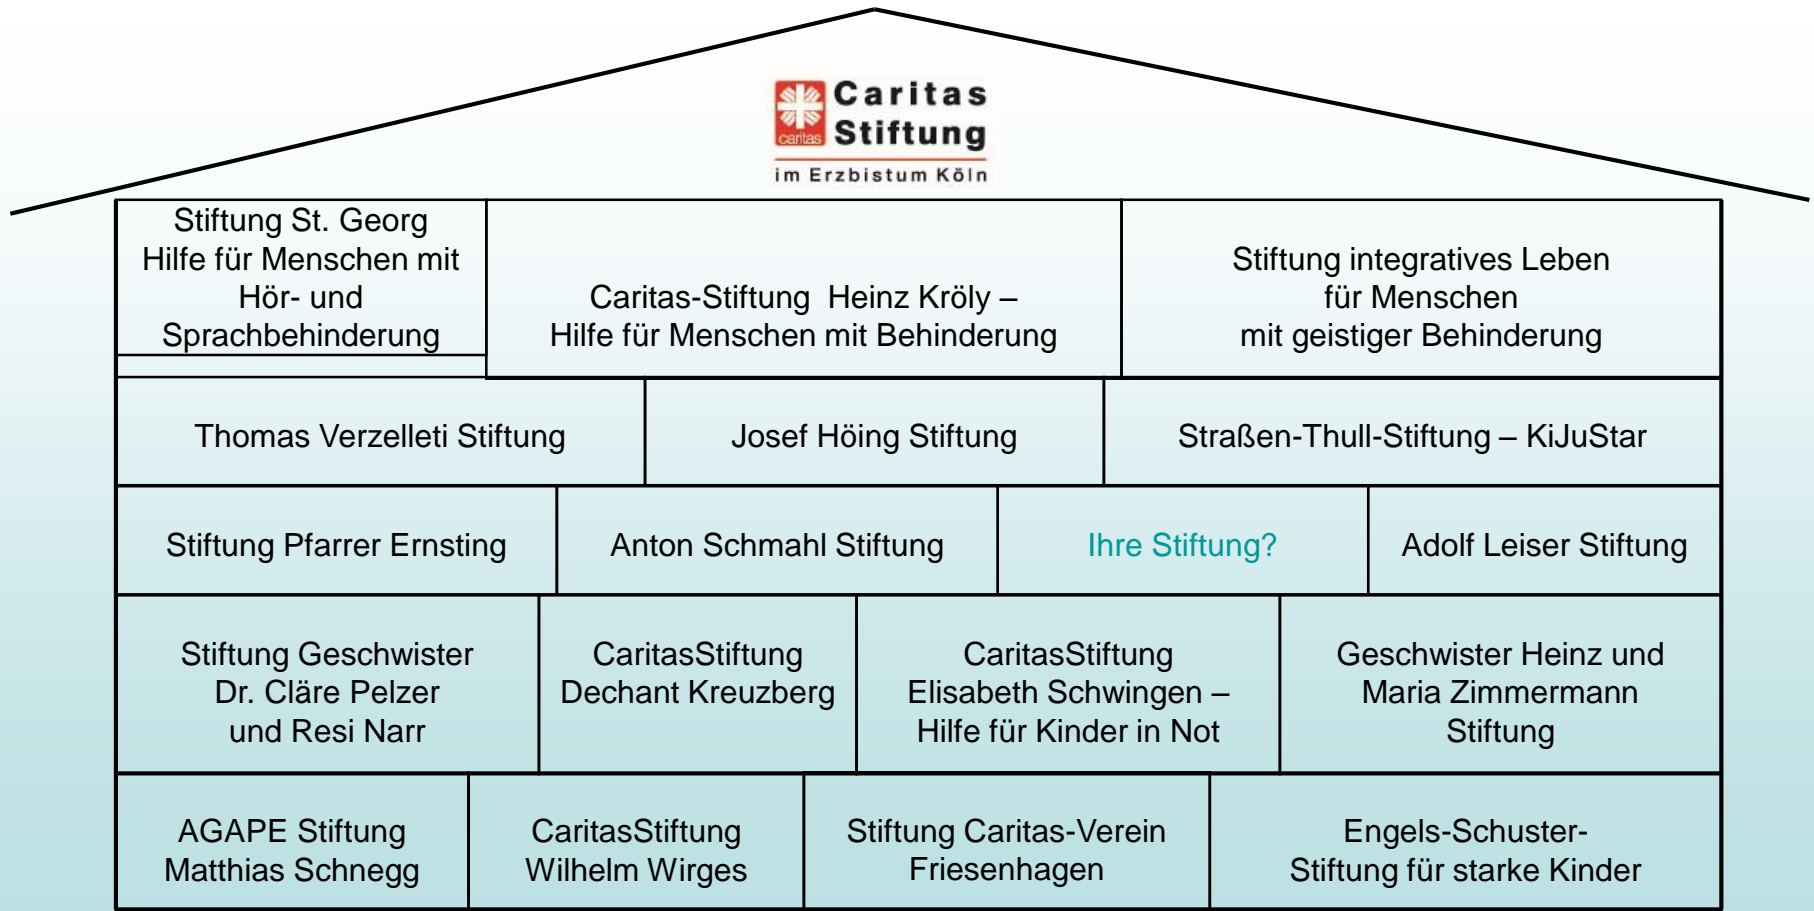 Caritas
Stiftung
caritas
im Erzbistum Köln
Stiftung St. Georg
Hilfe für Menschen mit
Hör- und
Sprachbehinderung
Caritas-Stiftung  Heinz Kröly –
Hilfe für Menschen mit Behinderung
Stiftung integratives Leben
für Menschen
mit geistiger Behinderung
Thomas Verzelleti Stiftung
Josef Höing Stiftung
Straßen-Thull-Stiftung – KiJuStar
Stiftung Pfarrer Ernsting
Anton Schmahl Stiftung
Ihre Stiftung?
Adolf Leiser Stiftung
Stiftung Geschwister
Dr. Cläre Pelzer
und Resi Narr
CaritasStiftung
Dechant Kreuzberg
CaritasStiftung
Elisabeth Schwingen –
Hilfe für Kinder in Not
Geschwister Heinz und
Maria Zimmermann
Stiftung
AGAPE Stiftung
Matthias Schnegg
CaritasStiftung
Wilhelm Wirges
Stiftung Caritas-Verein
Friesenhagen
Engels-Schuster-
Stiftung für starke Kinder